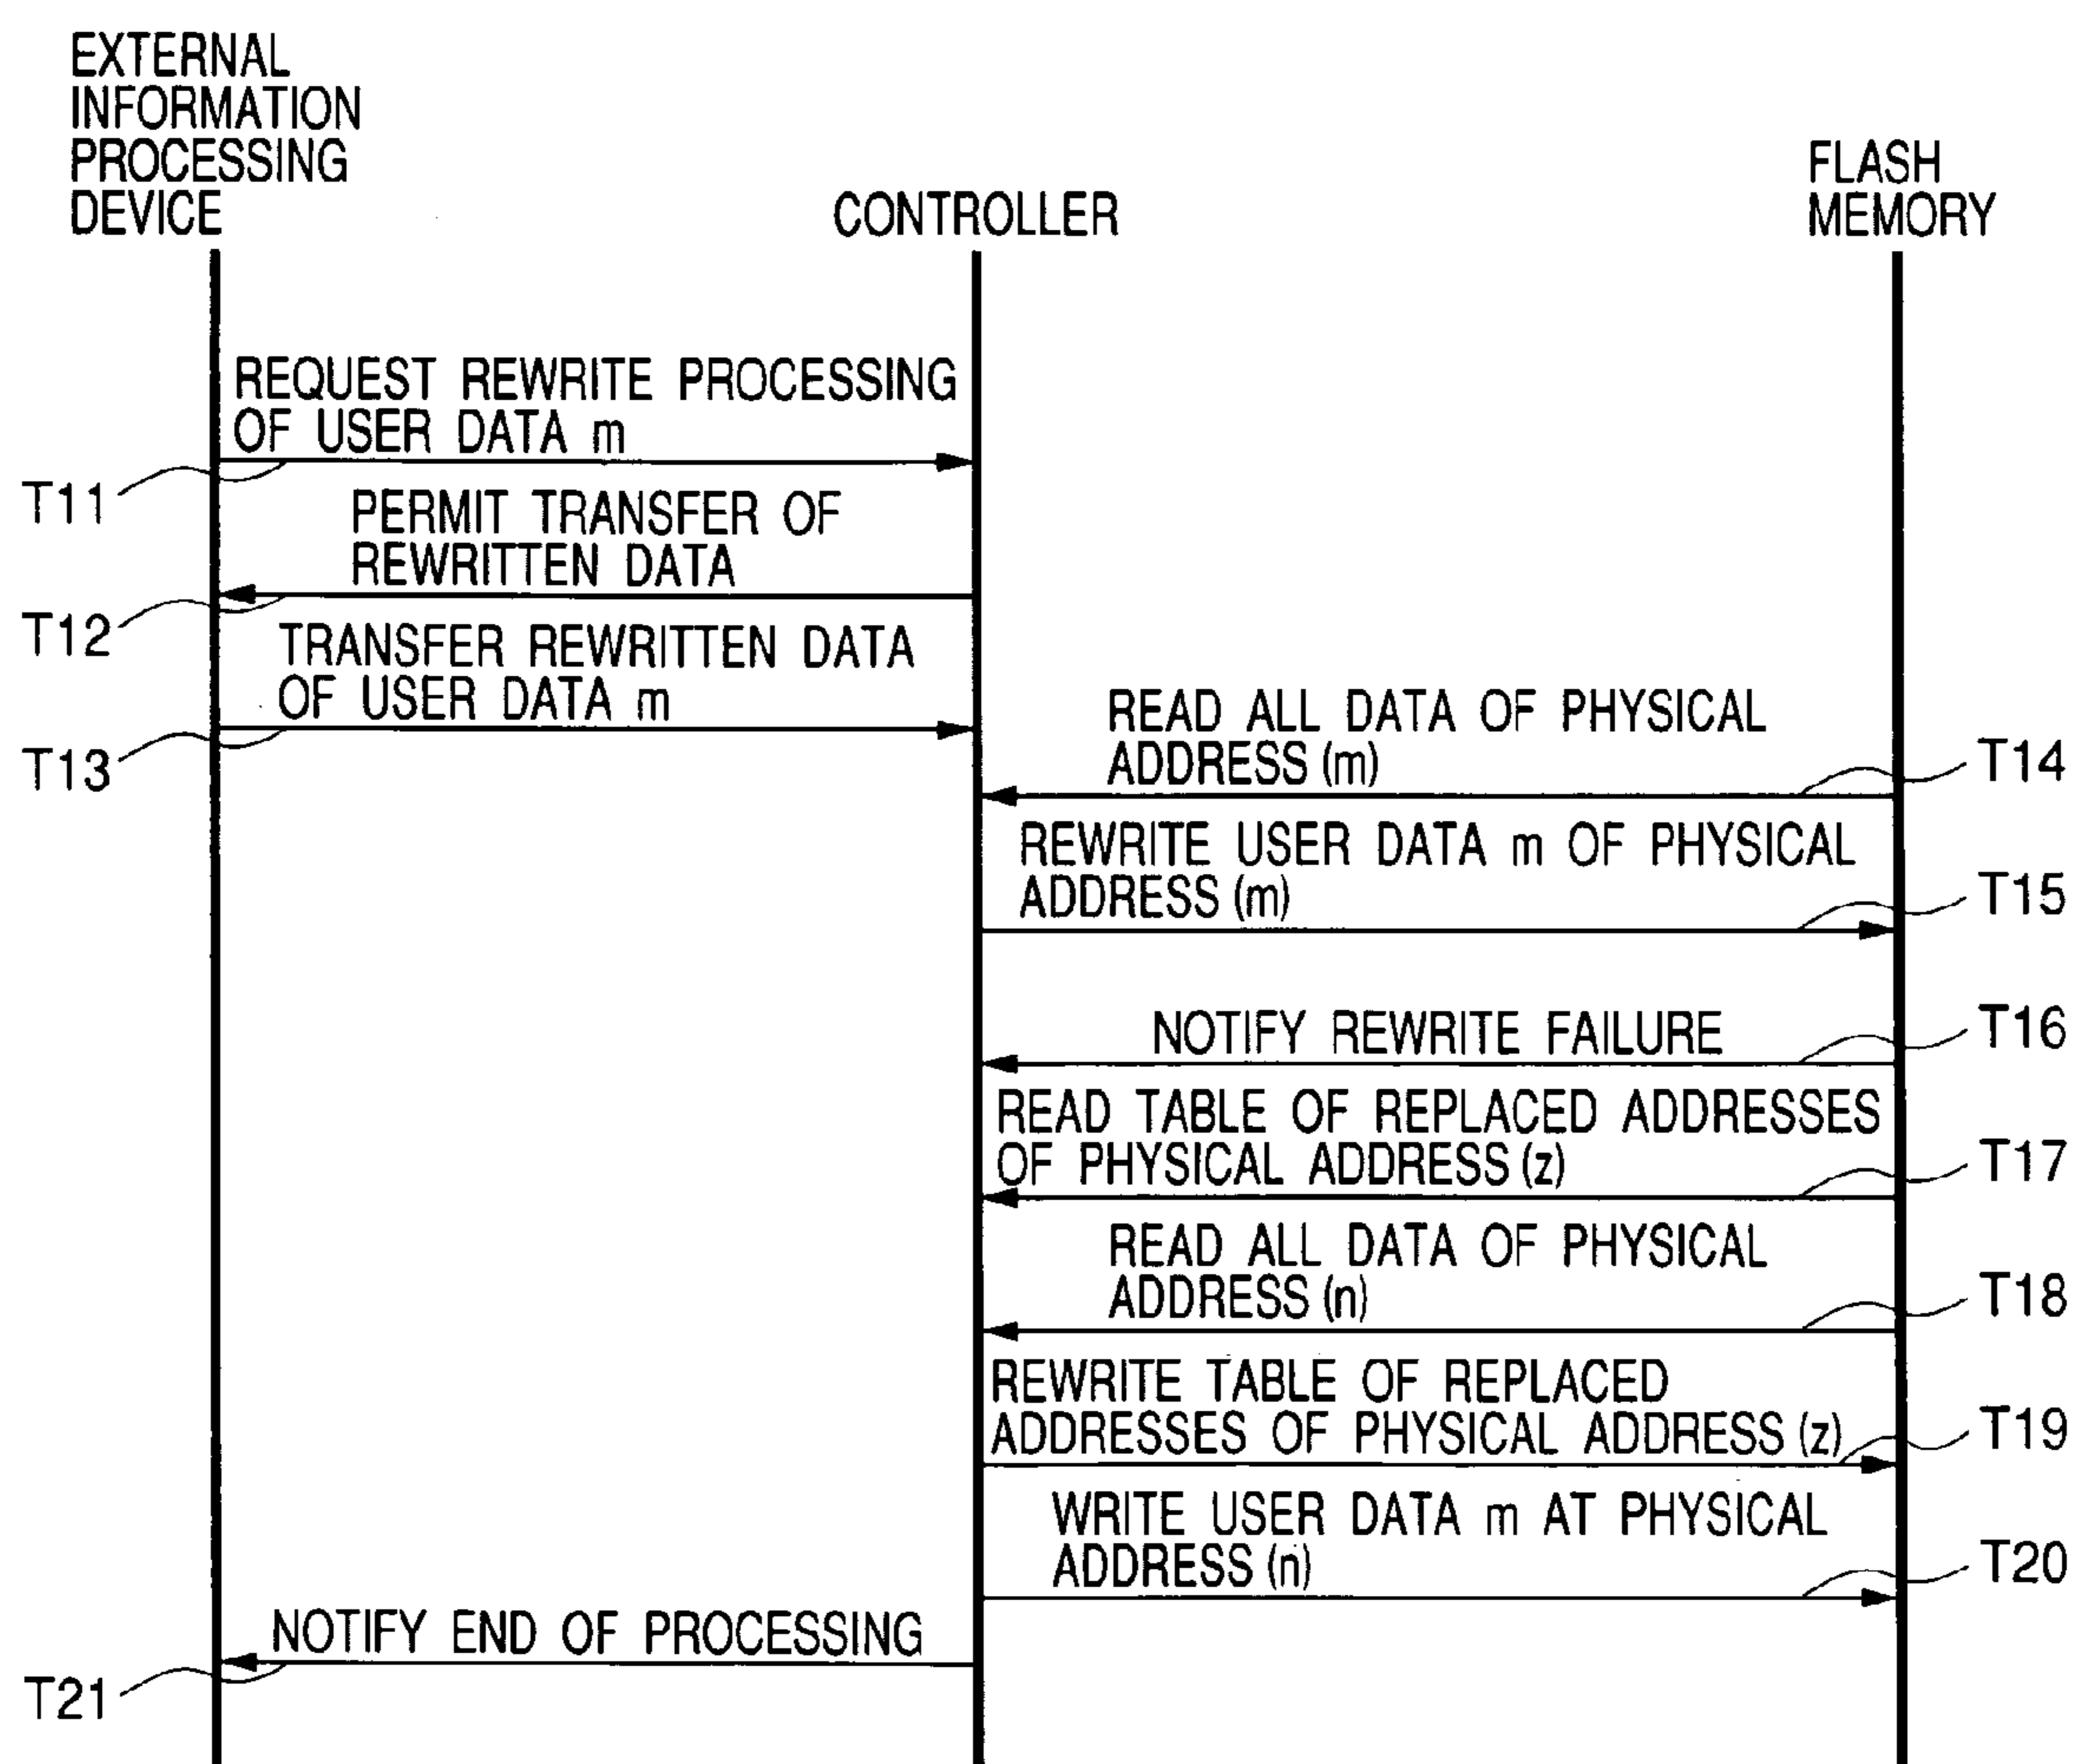 EXTERNAL
INFORMATION
PROCESSING
DEVICE
CONTROLLER
FLASH
MEMORY
REQUEST REWRITE PROCESSING
OF USER DATA m
T11
PERMIT TRANSFER OF
REWRITTEN DATA
T12
TRANSFER REWRITTEN DATA
OF USER DATA m
T13
READ ALL DATA OF PHYSICAL
ADDRESS (m)
T14
REWRITE USER DATA m OF PHYSICAL
ADDRESS (m)
T15
NOTIFY REWRITE FAILURE
T16
READ TABLE OF REPLACED ADDRESSES
OF PHYSICAL ADDRESS (z)
T17
READ ALL DATA OF PHYSICAL
ADDRESS (n)
T18
REWRITE TABLE OF REPLACED
ADDRESSES OF PHYSICAL ADDRESS (z)
T19
WRITE USER DATA m AT PHYSICAL
ADDRESS (n)
T20
NOTIFY END OF PROCESSING
T21